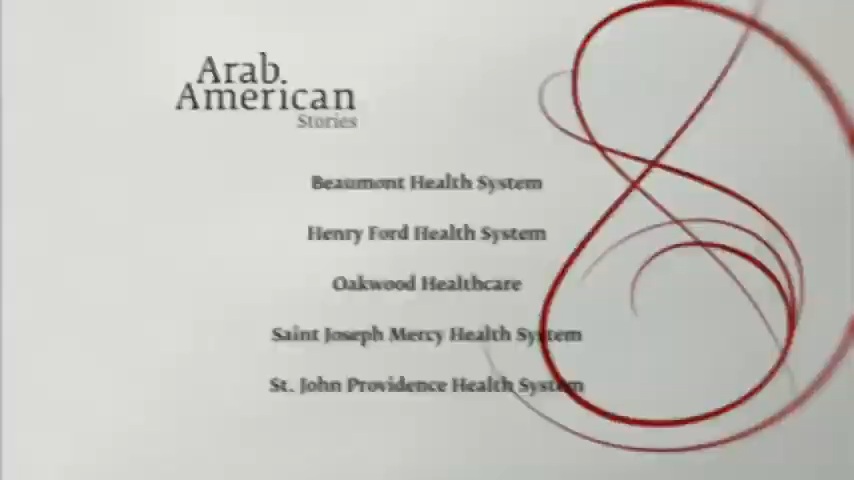 Arab.
American
Stories
Beaumont Health System
Henry Ford Health System
Oakwood Healthcare
Saint Joseph Mercy Health System
St. John Providence Health System